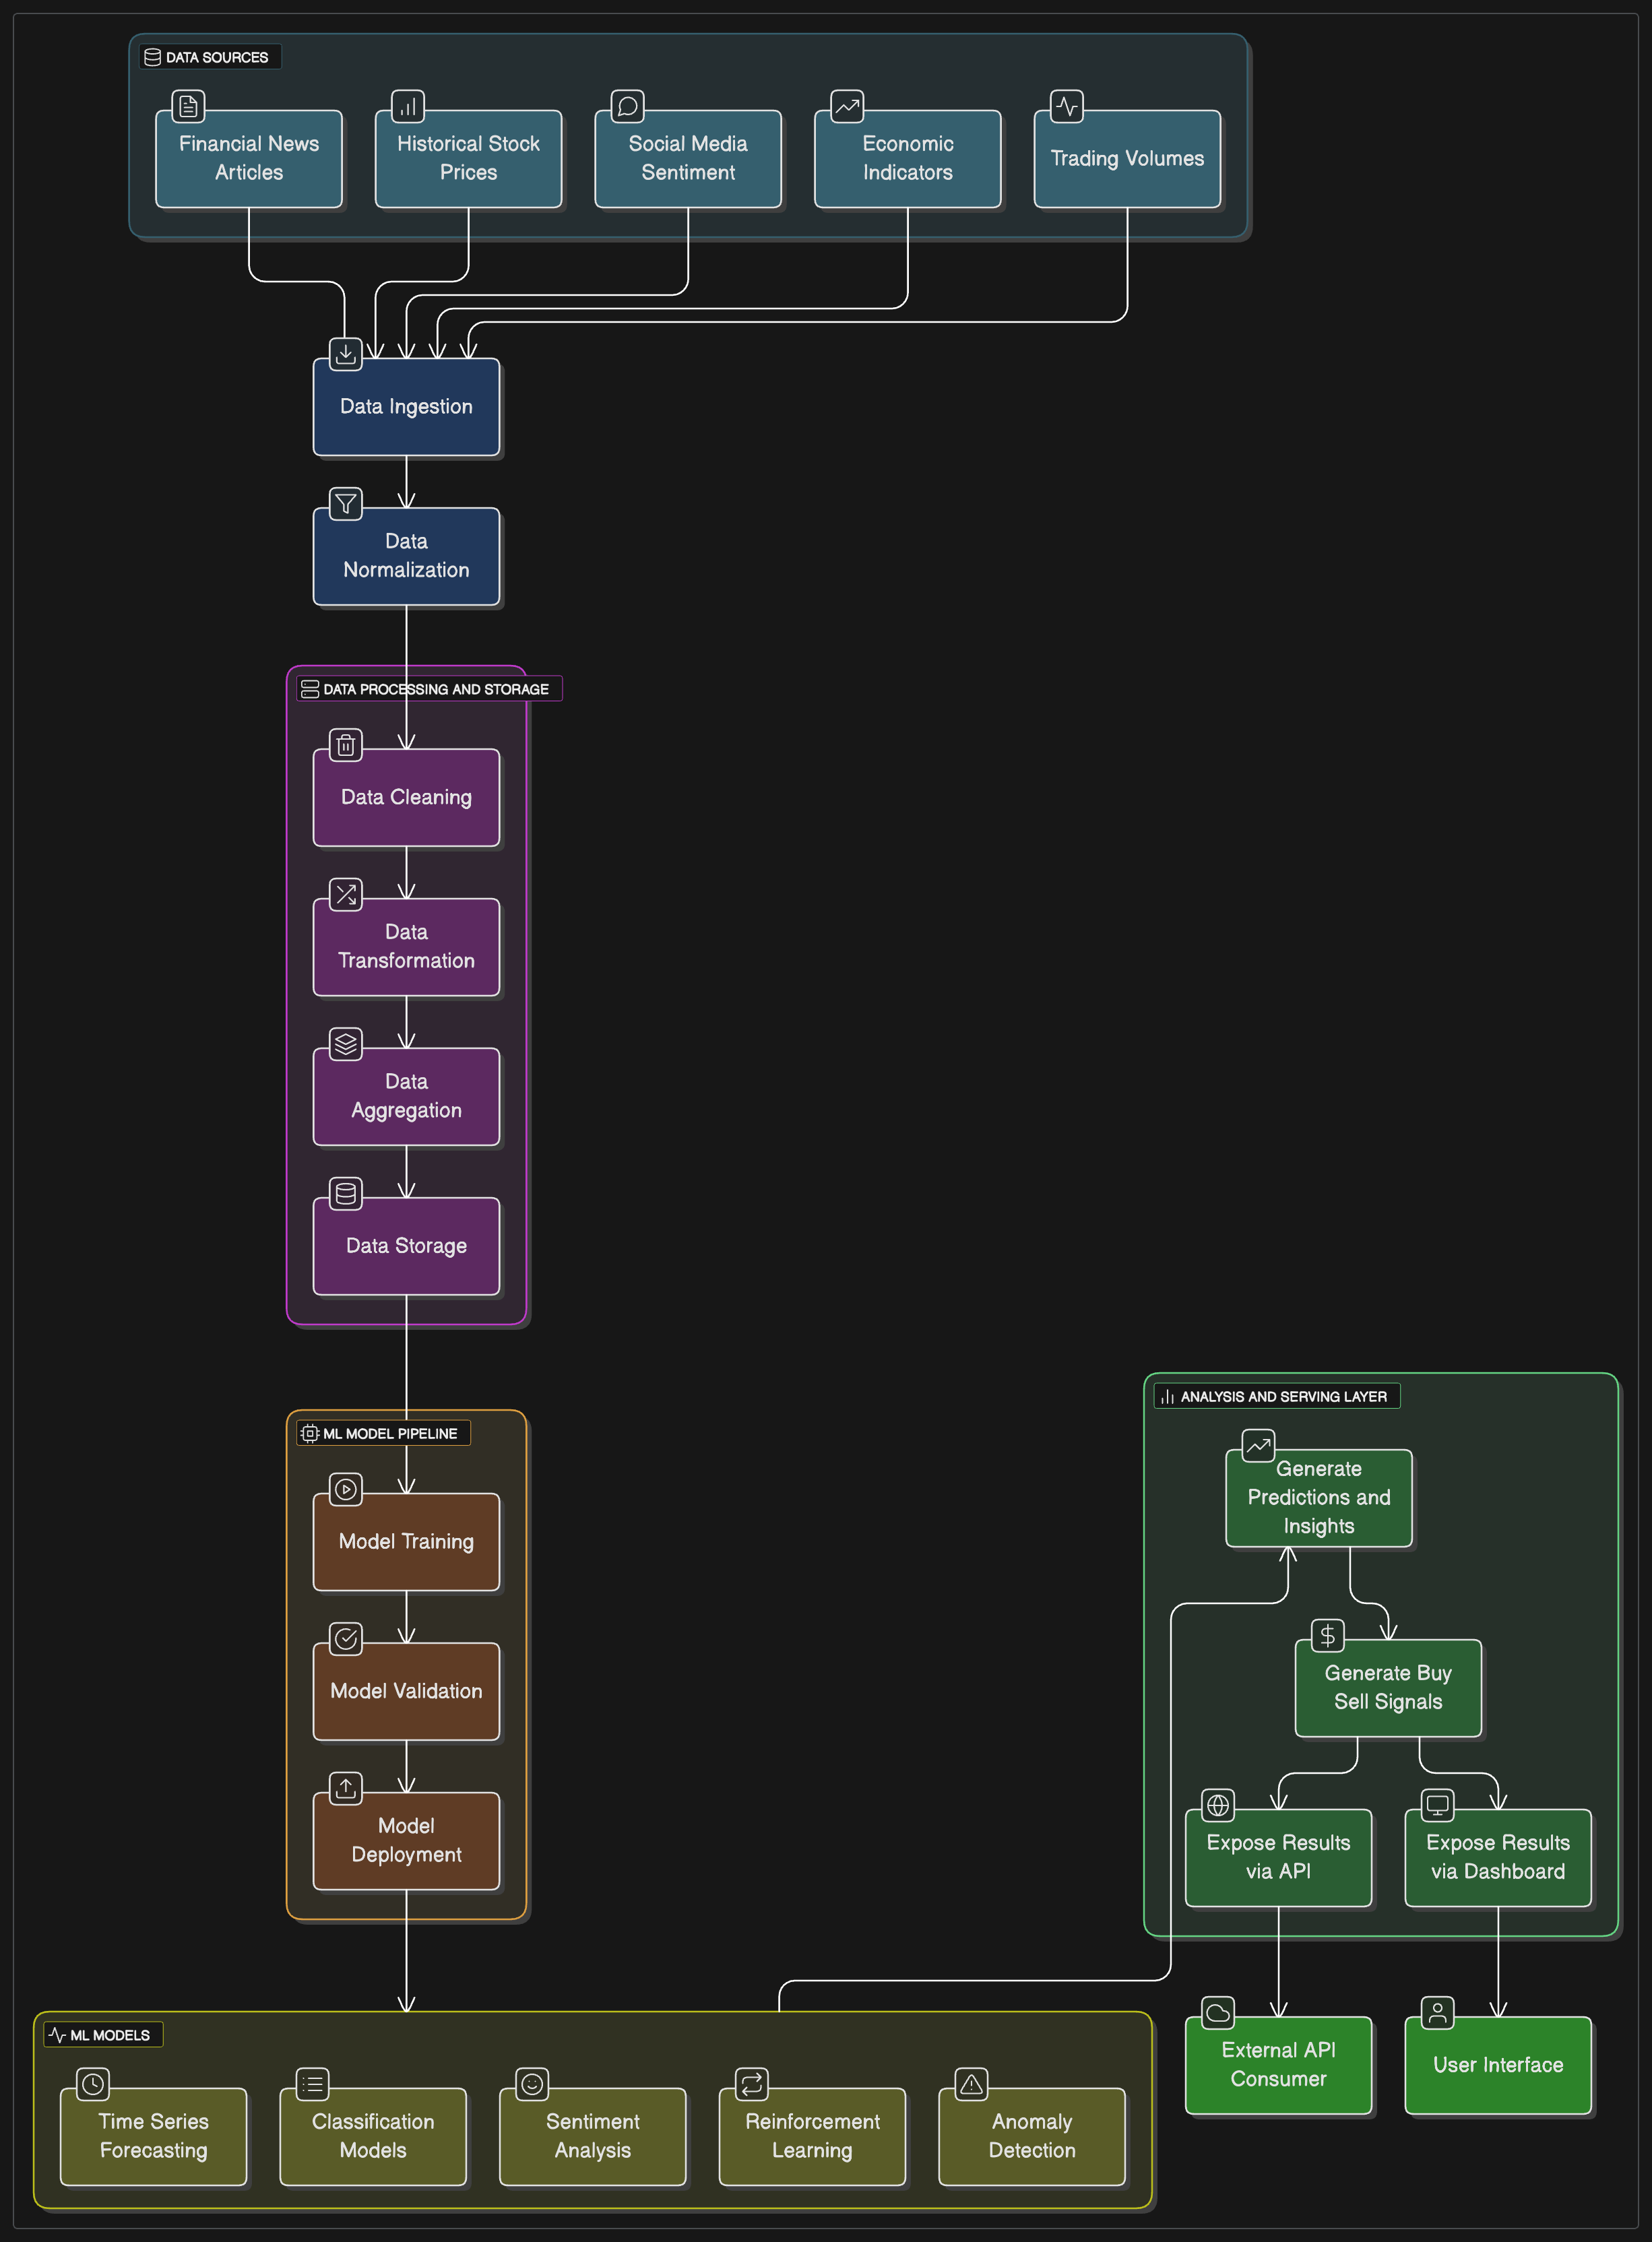 DATA SOURCES
Financial News
Articles
Historical Stock
Prices
Social Media
Sentiment
Economic
Indicators
Trading Volumes
Data Ingestion
Data
Normalization
DATA PROCESSING AND STORAGE
Data Cleaning
Data
Transformation
Data
Aggregation
Data Storage
ML MODEL PIPELINE
Model Training
Model Validation
Model
Deployment
ML MODELS
Time Series
Forecasting
Classification
Models
Sentiment
Analysis
Reinforcement
Learning
Anomaly
Detection
ANALYSIS AND SERVING LAYER
Generate
Predictions and
Insights
Generate Buy
Sell Signals
Expose Results
via API
Expose Results
via Dashboard
External API
Consumer
User Interface